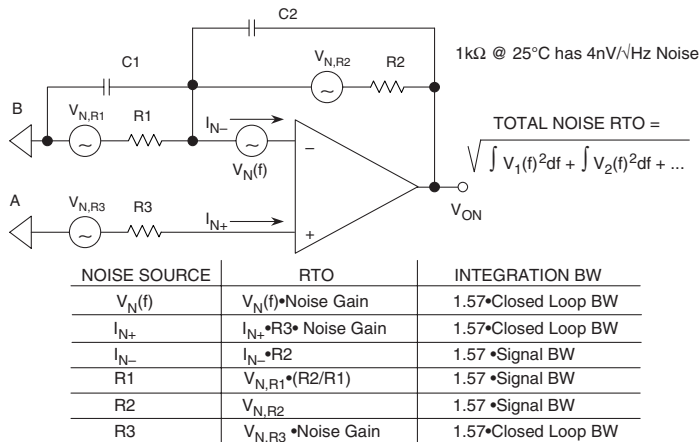 C2
1kΩ @ 25°C has 4nV/√Hz Noise
C1
V_N,R2
R2
B
V_N,R1
R1
I_N–
TOTAL NOISE RTO =
√ ∫ V_1(f)^2df + ∫ V_2(f)^2df + ...
–
V_N(f)
A
V_N,R3
R3
I_N+
+
V_ON
NOISE SOURCE RTO INTEGRATION BW
V_N(f) V_N(f)•Noise Gain 1.57•Closed Loop BW
I_N+ I_N+•R3• Noise Gain 1.57•Closed Loop BW
I_N– I_N–•R2 1.57 •Signal BW
R1 V_N,R1•(R2/R1) 1.57 •Signal BW
R2 V_N,R2 1.57 •Signal BW
R3 V_N,R3 •Noise Gain 1.57•Closed Loop BW